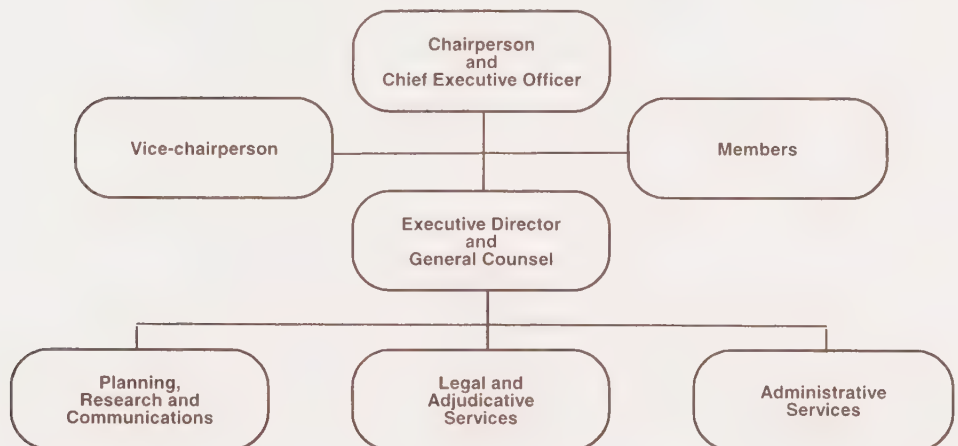 Chairperson
and
Chief Executive Officer
Vice-chairperson
Members
Executive Director
and
General Counsel
Planning,
Research and
Communications
Legal and
Adjudicative
Services
Administrative
Services